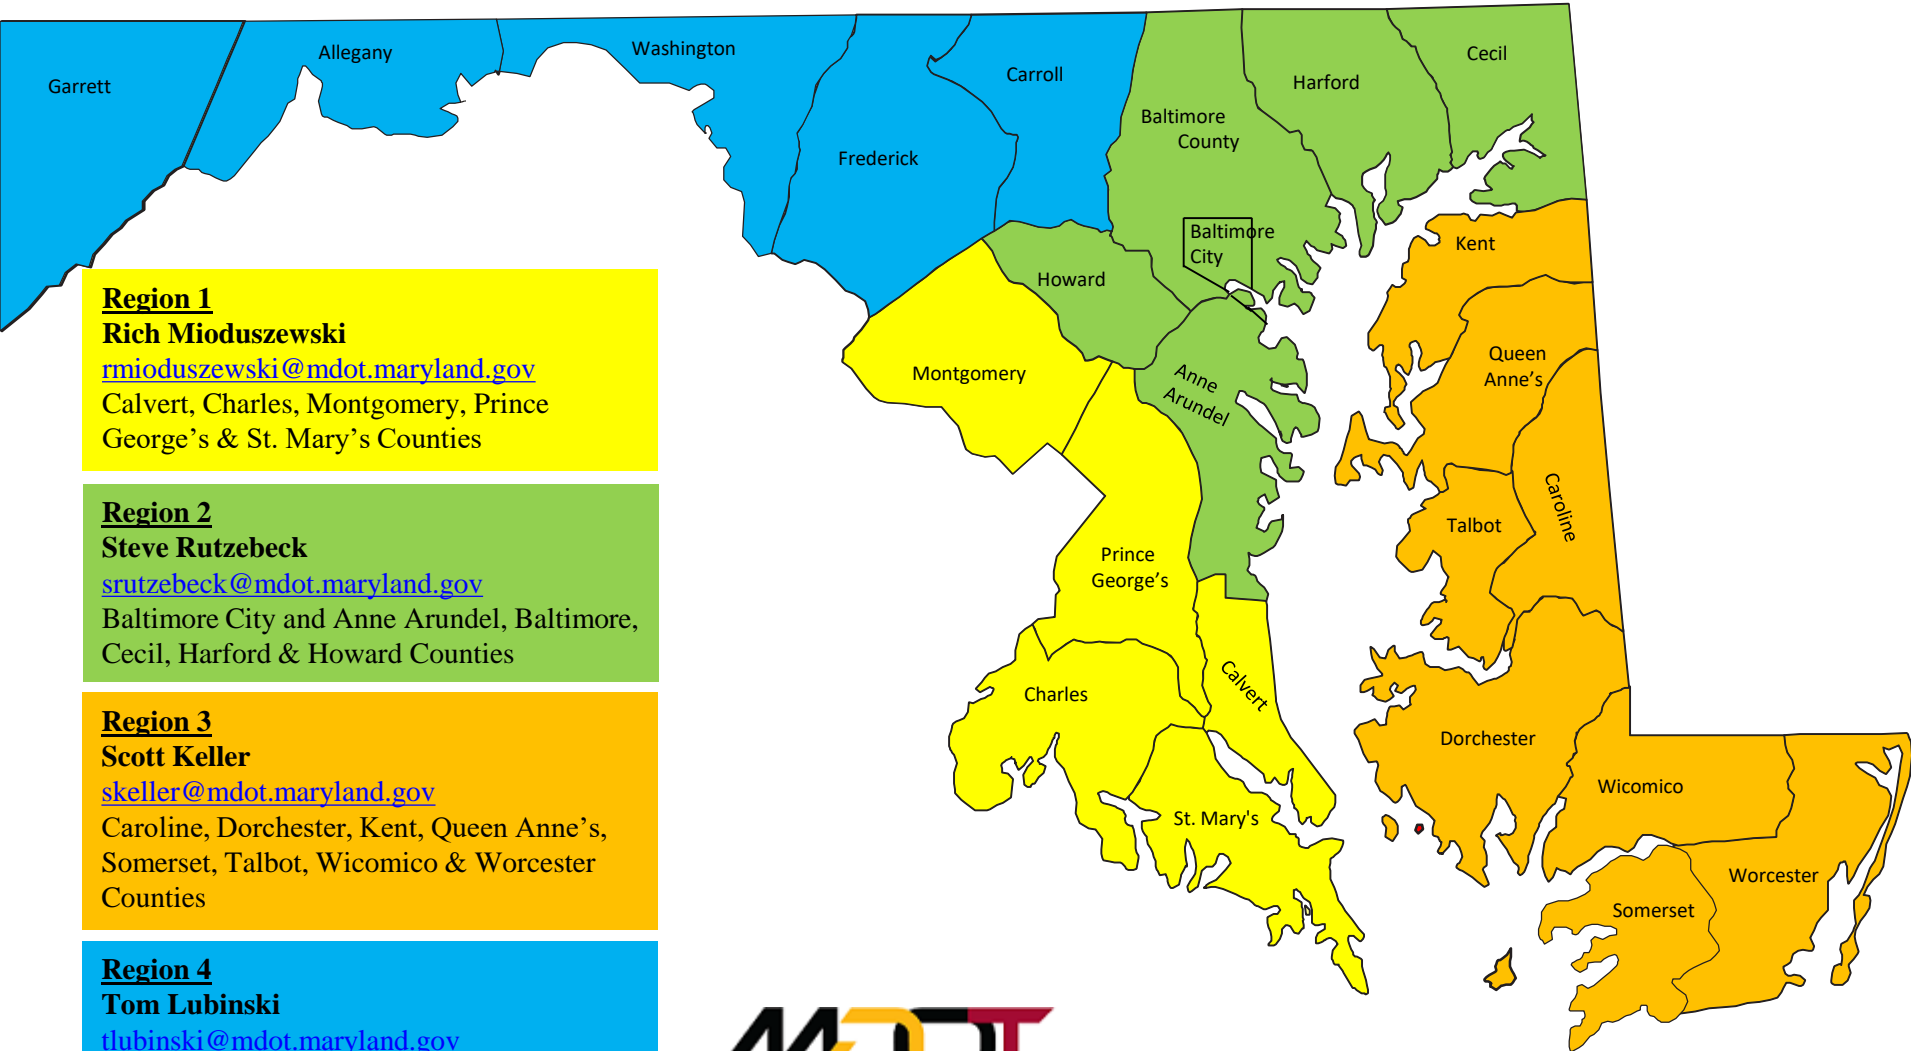 Garrett
Allegany
Washington
Frederick
Carroll
Baltimore
County
Harford
Cecil
Baltimore
City
Howard
Kent
Montgomery
Anne
Arundel
Queen
Anne’s
Caroline
Talbot
Prince
George’s
Calvert
Charles
St. Mary's
Dorchester
Wicomico
Worcester
Somerset
Region 1
Rich Mioduszewski
rmioduszewski@mdot.maryland.gov
Calvert, Charles, Montgomery, Prince
George’s & St. Mary’s Counties
Region 2
Steve Rutzebeck
srutzebeck@mdot.maryland.gov
Baltimore City and Anne Arundel, Baltimore,
Cecil, Harford & Howard Counties
Region 3
Scott Keller
skeller@mdot.maryland.gov
Caroline, Dorchester, Kent, Queen Anne’s,
Somerset, Talbot, Wicomico & Worcester
Counties
Region 4
Tom Lubinski
tlubinski@mdot.maryland.gov
MDOT